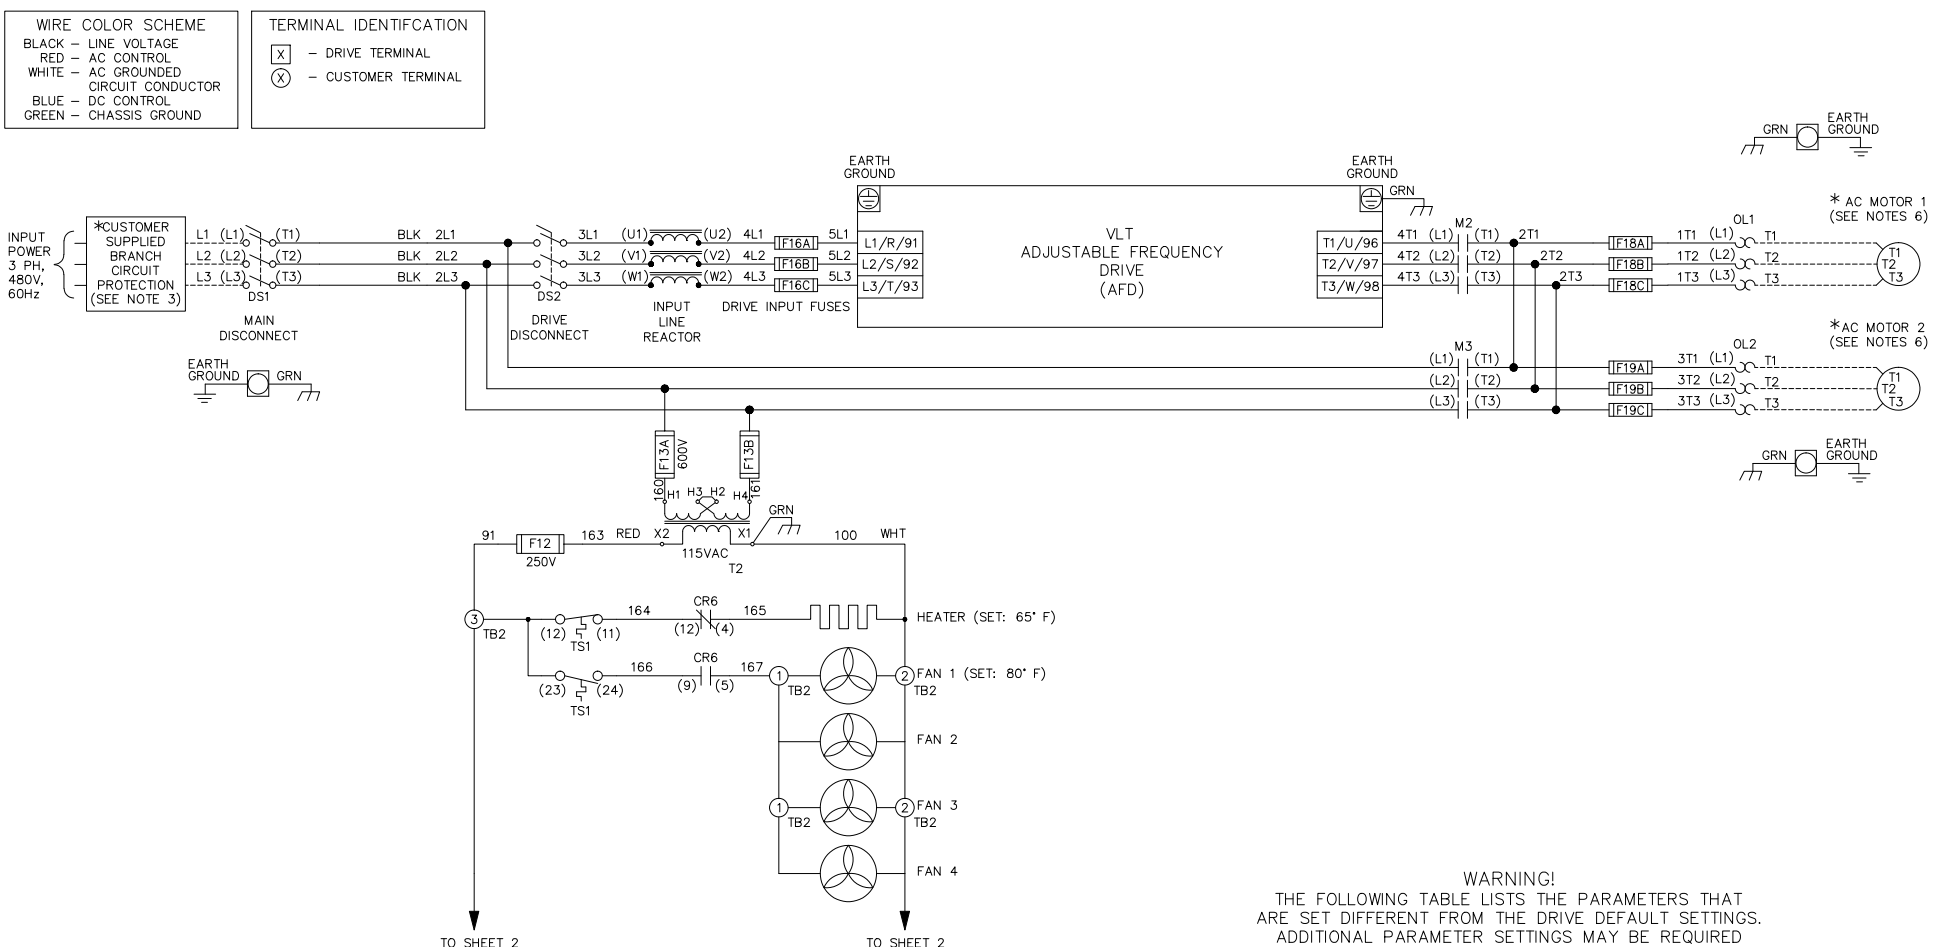 WIRE COLOR SCHEME
BLACK – LINE VOLTAGE
RED – AC CONTROL
WHITE – AC GROUNDED
CIRCUIT CONDUCTOR
BLUE – DC CONTROL
GREEN – CHASSIS GROUND
TERMINAL IDENTIFCATION
X – DRIVE TERMINAL
X – CUSTOMER TERMINAL
EARTH
GRN GROUND
EARTH
GROUND
EARTH
GROUND
GRN
* AC MOTOR 1
(SEE NOTES 6)
INPUT
POWER
3 PH,
480V,
60Hz
*CUSTOMER
SUPPLIED
BRANCH
CIRCUIT
PROTECTION
(SEE NOTE 3)
L1 (L1) (T1) BLK 2L1 3L1 (U1) (U2) 4L1 F16A 5L1 L1/R/91
L2 (L2) (T2) BLK 2L2 3L2 (V1) (V2) 4L2 F16B 5L2 L2/S/92
L3 (L3) (T3) BLK 2L3 3L3 (W1) (W2) 4L3 F16C 5L3 L3/T/93
DS1
MAIN
DISCONNECT
DS2
DRIVE
DISCONNECT
INPUT
LINE
REACTOR
DRIVE INPUT FUSES
VLT
ADJUSTABLE FREQUENCY
DRIVE
(AFD)
M2
OL1
T1/U/96 4T1 (L1) (T1) 2T1 F18A 1T1 (L1) T1 T1
T2/V/97 4T2 (L2) (T2) 2T2 F18B 1T2 (L2) T2 T2
T3/W/98 4T3 (L3) (T3) 2T3 F18C 1T3 (L3) T3 T3
* AC MOTOR 2
(SEE NOTES 6)
M3
OL2
(L1) (T1) F19A 3T1 (L1) T1 T1
(L2) (T2) F19B 3T2 (L2) T2 T2
(L3) (T3) F19C 3T3 (L3) T3 T3
EARTH
GROUND GRN
EARTH
GRN GROUND
F13A
600V
F13B
160
161
H1 H3 H2 H4
GRN
91 F12 163 RED X2 X1 100 WHT
250V
115VAC
T2
3
TB2
164 CR6 165 HEATER (SET: 65° F)
(12) (11) (12) (4)
TS1
166 CR6 167 1 2 FAN 1 (SET: 80° F)
(23) (24) (9) (5) TB2 TB2
TS1
FAN 2
1 2 FAN 3
TB2 TB2
FAN 4
TO SHEET 2
TO SHEET 2
WARNING!
THE FOLLOWING TABLE LISTS THE PARAMETERS THAT
ARE SET DIFFERENT FROM THE DRIVE DEFAULT SETTINGS.
ADDITIONAL PARAMETER SETTINGS MAY BE REQUIRED